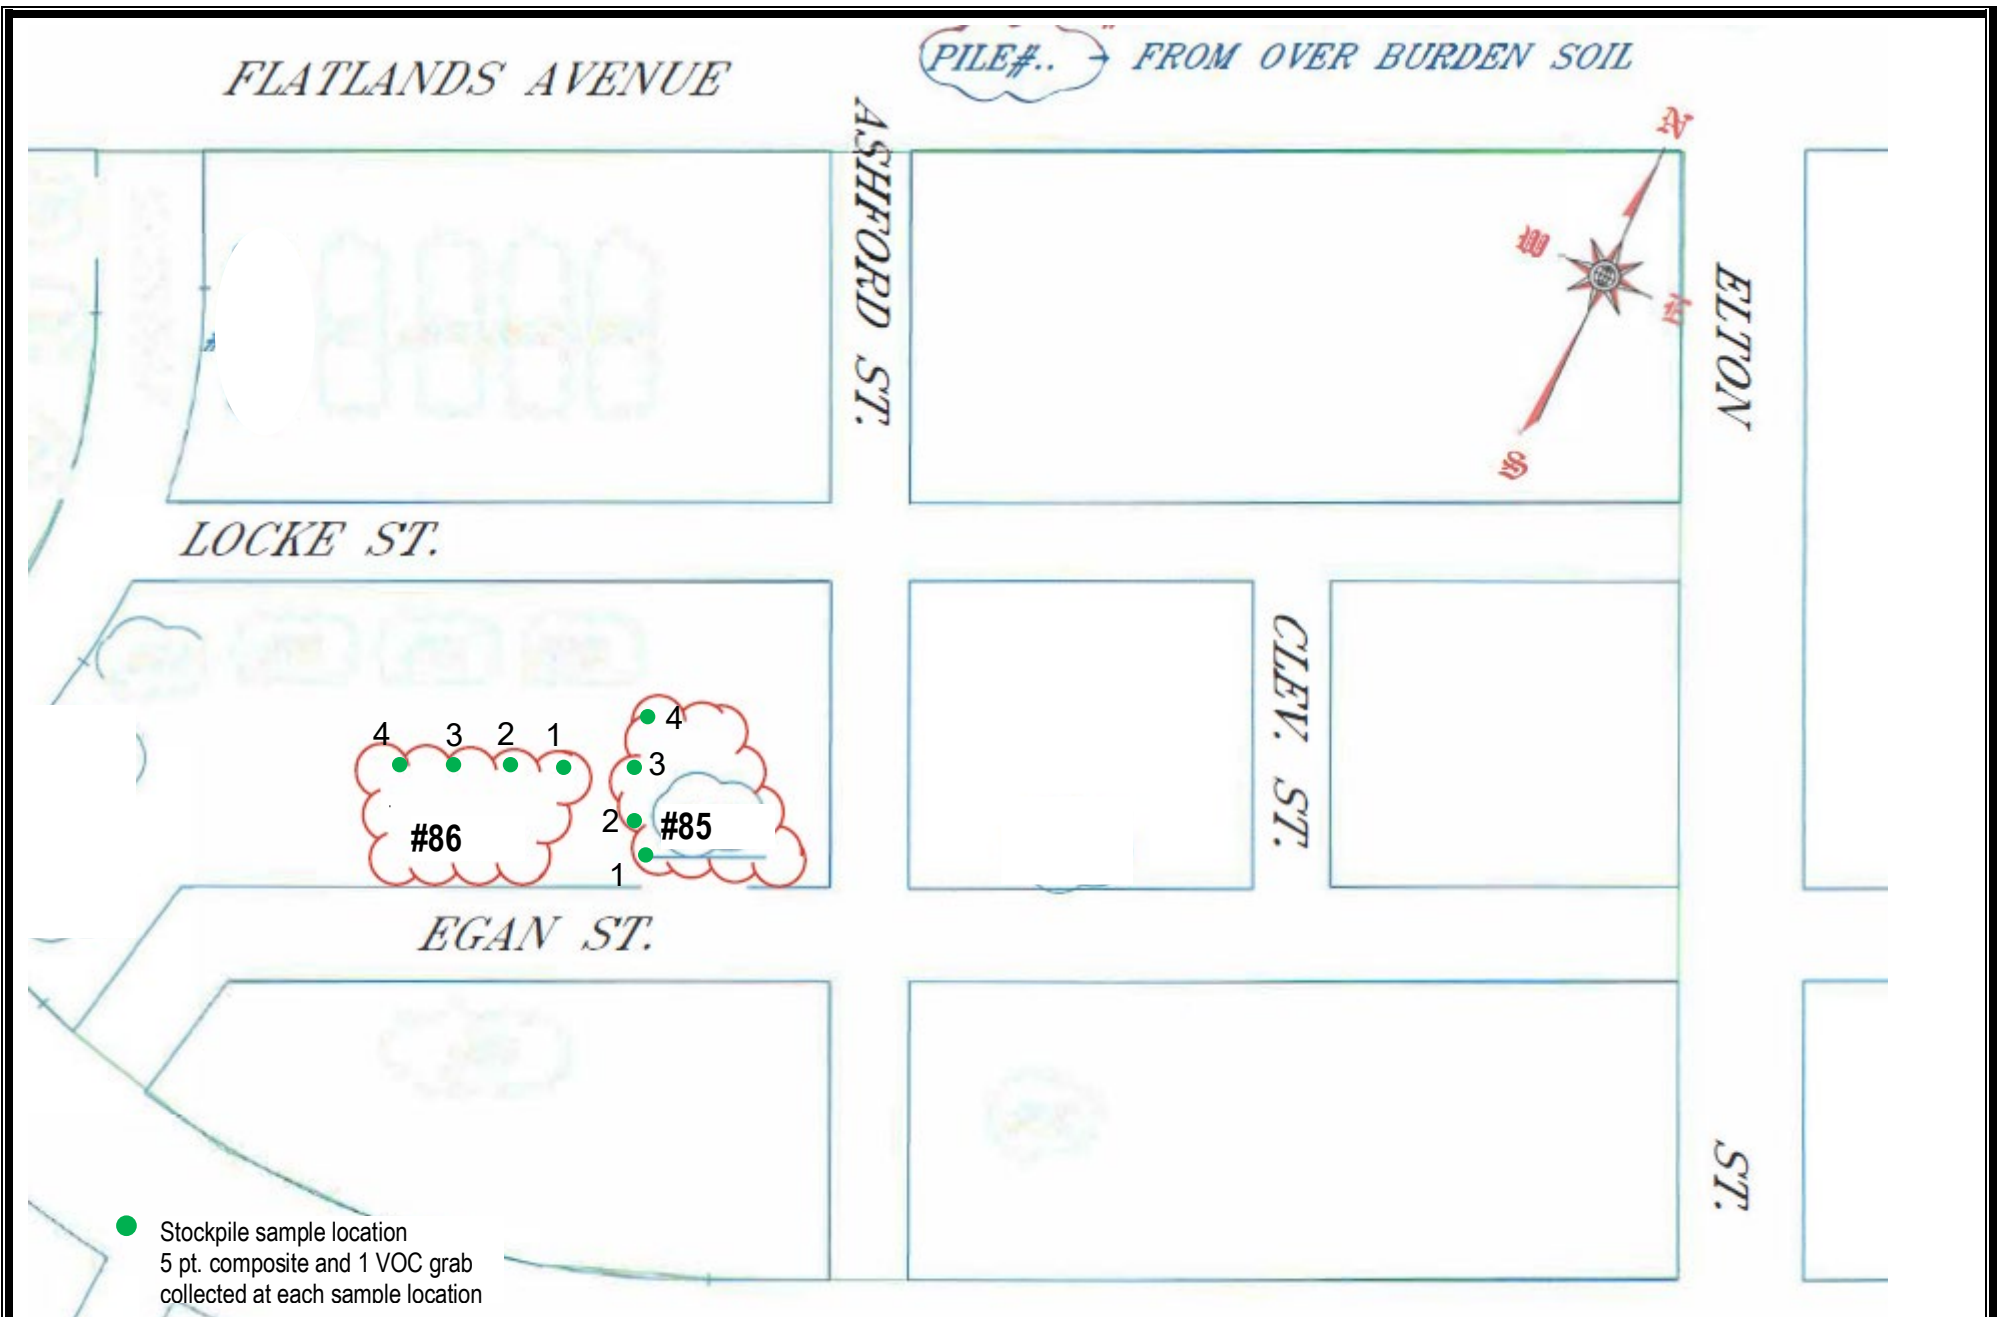 PILE#.. → FROM OVER BURDEN SOIL
FLATLANDS AVENUE
ASHFORD ST.
N
W
E
S
ELTON
LOCKE ST.
CLEV. ST.
4 3 2 1
4
3
2
1
#86
#85
EGAN ST.
ST.
Stockpile sample location
5 pt. composite and 1 VOC grab
collected at each sample location